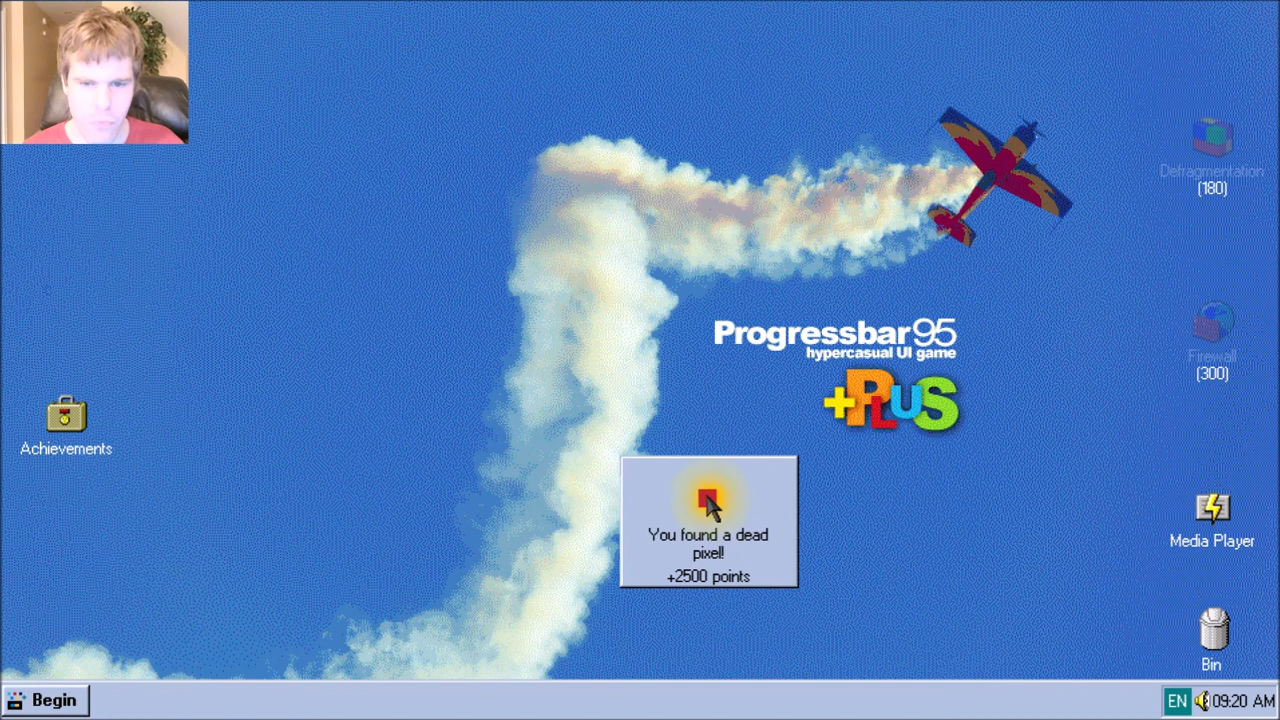 Defragmentation
(180)
Progressbar95
hypercasual UI game
+PLUS
Firewall
(300)
Achievements
You found a dead
pixel!
+2500 points
Media Player
Bin
Begin
EN
09:20 AM